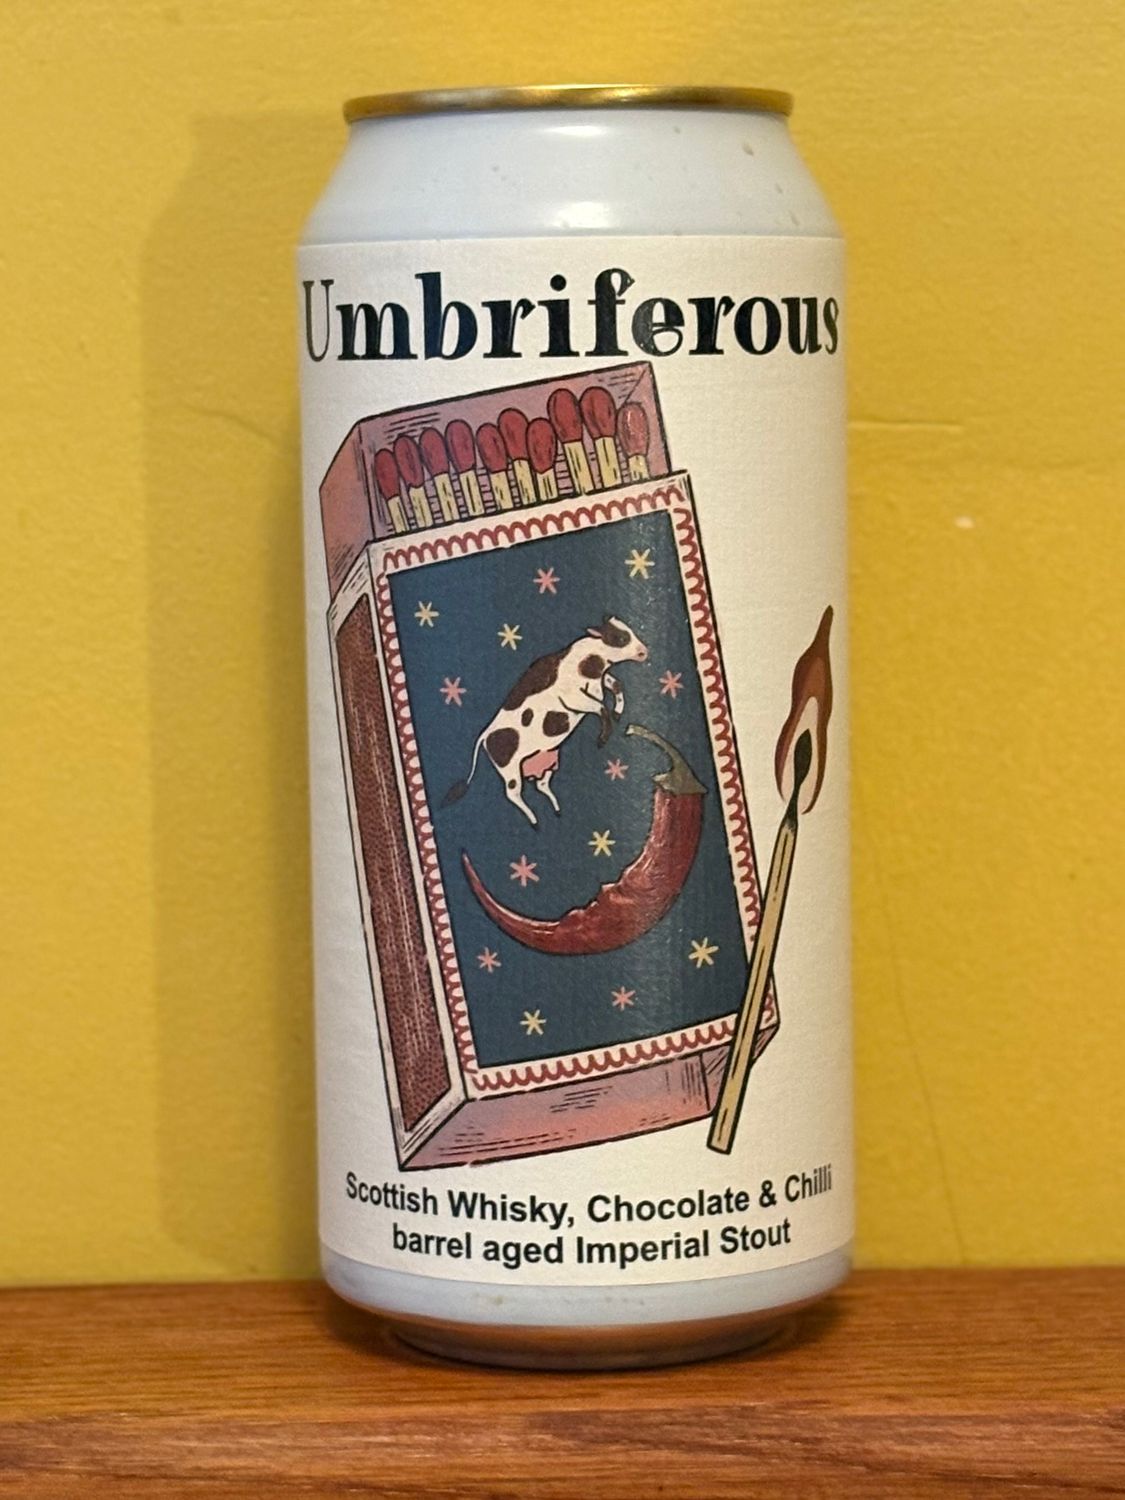 Umbriferous
Scottish Whisky, Chocolate & Chilli
barrel aged Imperial Stout